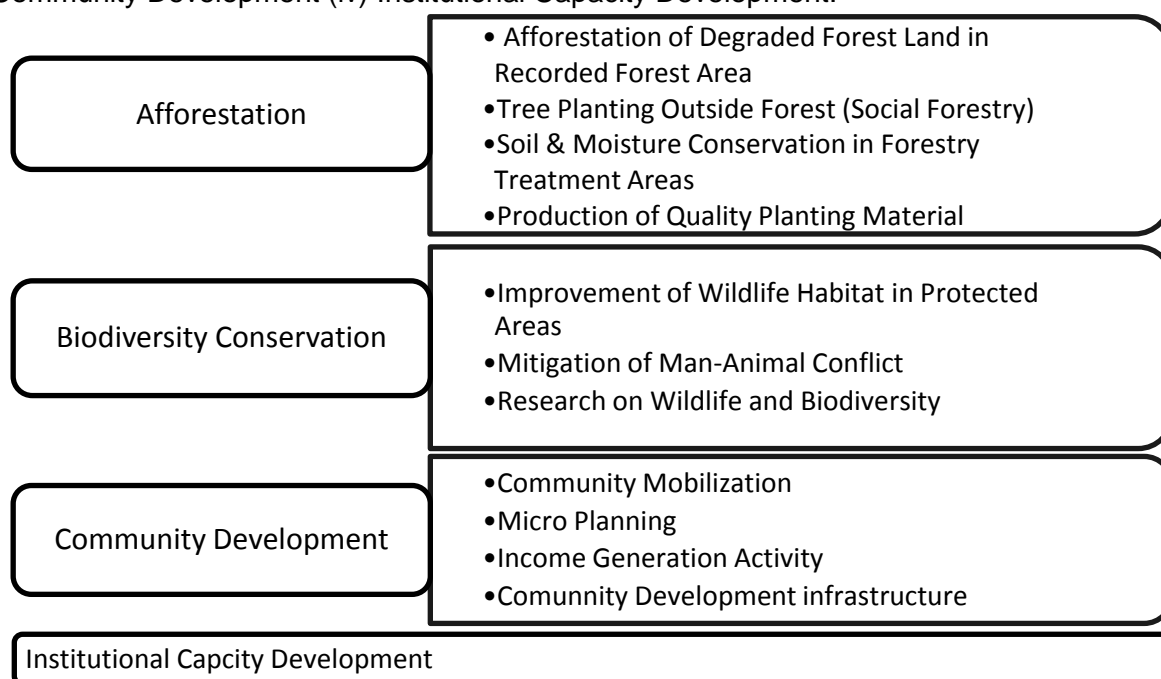 Community Development (iv) Institutional Capacity Development.
Afforestation
• Afforestation of Degraded Forest Land in
Recorded Forest Area
•Tree Planting Outside Forest (Social Forestry)
•Soil & Moisture Conservation in Forestry
Treatment Areas
•Production of Quality Planting Material
Biodiversity Conservation
•Improvement of Wildlife Habitat in Protected
Areas
•Mitigation of Man-Animal Conflict
•Research on Wildlife and Biodiversity
Community Development
•Community Mobilization
•Micro Planning
•Income Generation Activity
•Comunnity Development infrastructure
Institutional Capcity Development